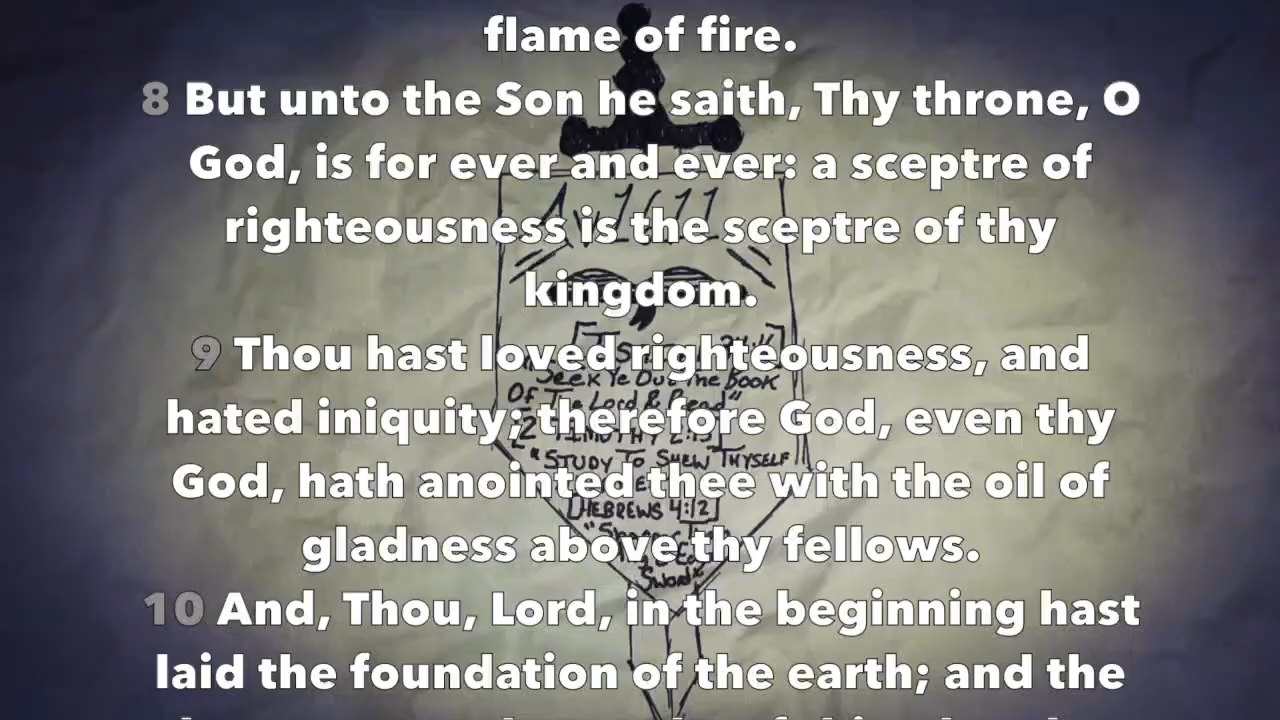 flame of fire.
8 But unto the Son he saith, Thy throne, O
God, is for ever and ever: a sceptre of
righteousness is the sceptre of thy
kingdom.
9 Thou hast loved righteousness, and
hated iniquity; therefore God, even thy
God, hath anointed thee with the oil of
gladness above thy fellows.
10 And, Thou, Lord, in the beginning hast
laid the foundation of the earth; and the
AV 1611
"Seek Ye Out The Book
Of The Lord & Read"
2 TIMOTHY 2:15
"STUDY TO SHEW THYSELF
[HEBREWS 4:12]
Sword"